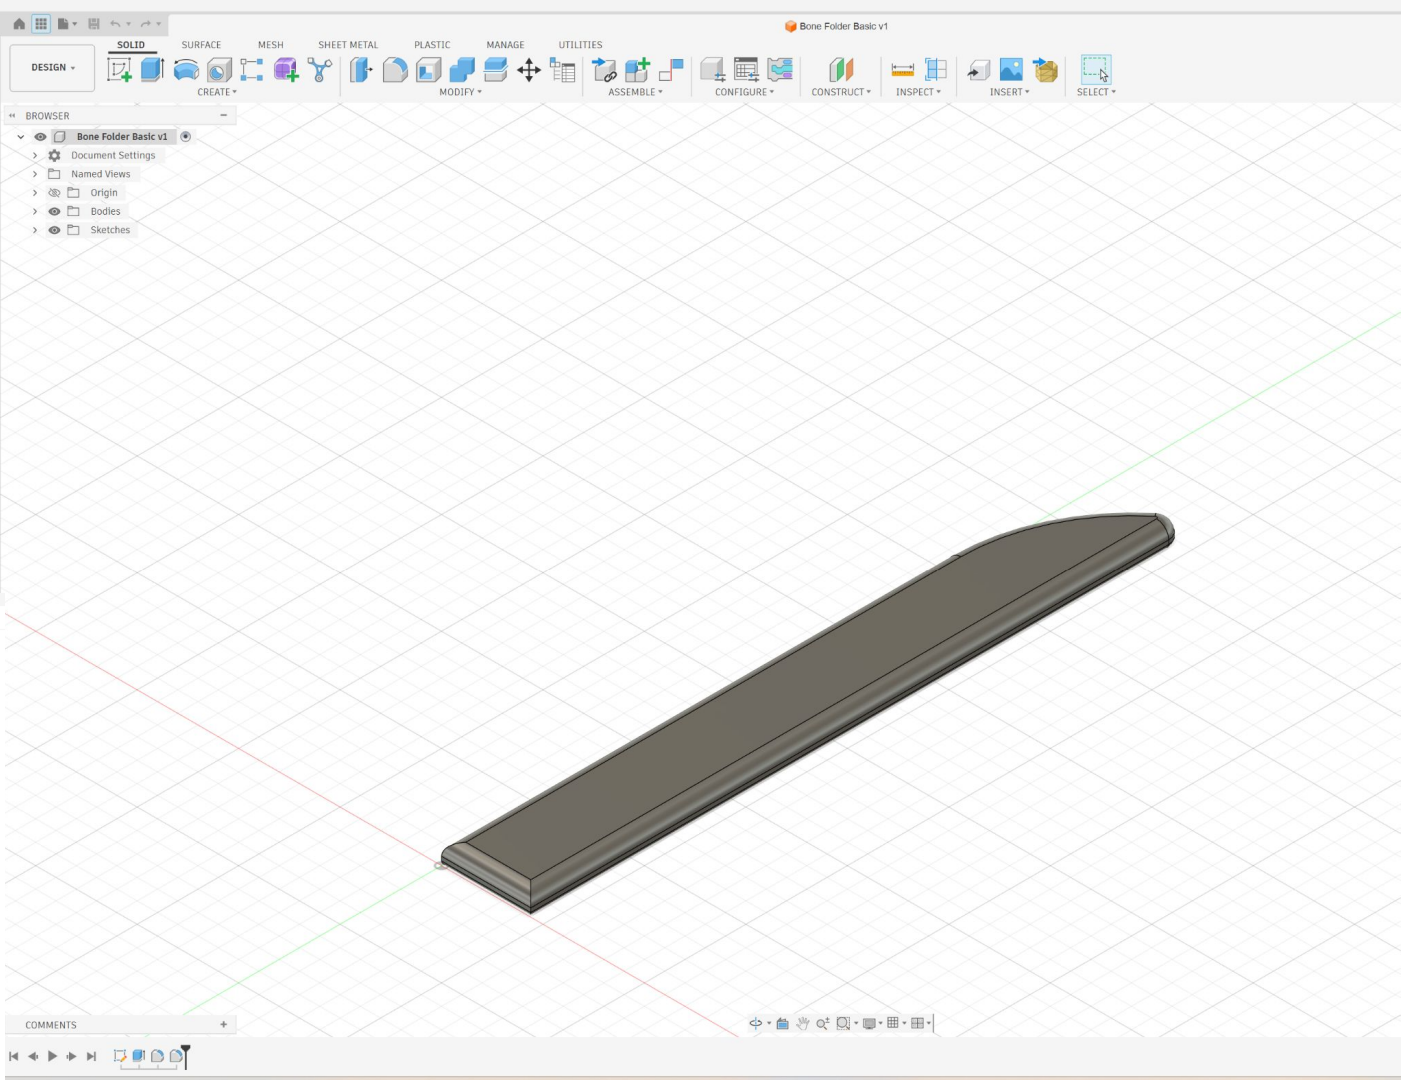 Bone Folder Basic v1
SOLID SURFACE MESH SHEET METAL PLASTIC MANAGE UTILITIES
DESIGN
CREATE MODIFY ASSEMBLE CONFIGURE CONSTRUCT INSPECT INSERT SELECT
BROWSER
Bone Folder Basic v1
Document Settings
Named Views
Origin
Bodies
Sketches
COMMENTS